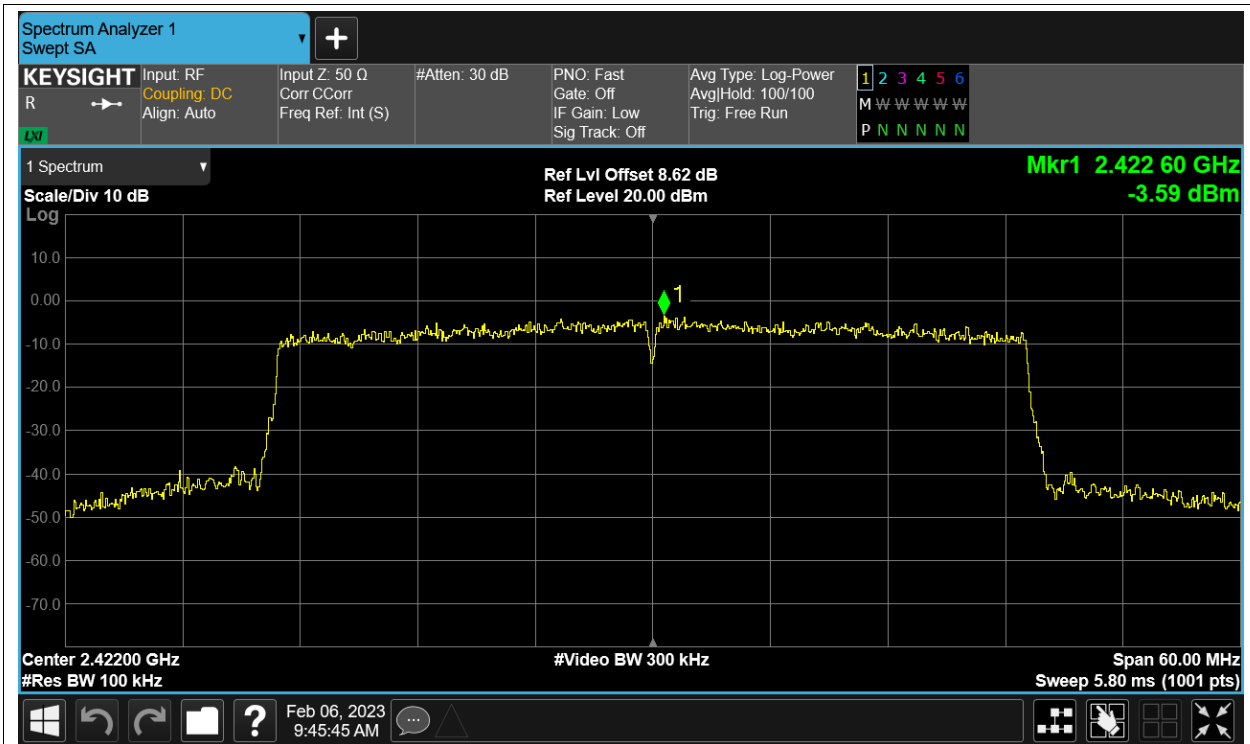 Spectrum Analyzer 1
Swept SA
KEYSIGHT
R
LXI
Input: RF
Coupling: DC
Align: Auto
Input Z: 50 Ω
Corr CCorr
Freq Ref: Int (S)
#Atten: 30 dB
PNO: Fast
Gate: Off
IF Gain: Low
Sig Track: Off
Avg Type: Log-Power
Avg|Hold: 100/100
Trig: Free Run
1 2 3 4 5 6
M W W W W W
P N N N N N
1 Spectrum
Scale/Div 10 dB
Ref Lvl Offset 8.62 dB
Ref Level 20.00 dBm
Mkr1 2.422 60 GHz
-3.59 dBm
Log
10.0
0.00
-10.0
-20.0
-30.0
-40.0
-50.0
-60.0
-70.0
1
Center 2.42200 GHz
#Res BW 100 kHz
#Video BW 300 kHz
Span 60.00 MHz
Sweep 5.80 ms (1001 pts)
?
Feb 06, 2023
9:45:45 AM